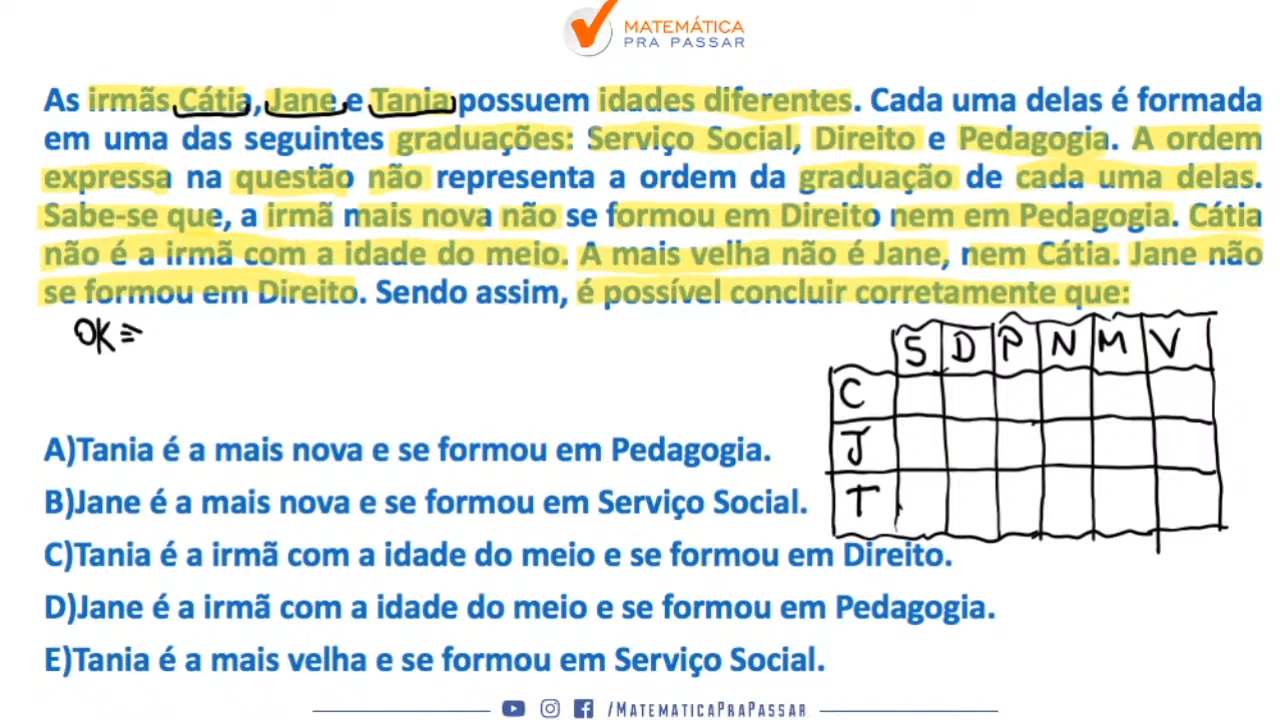 MATEMÁTICA
PRA PASSAR
As irmãs Cátia, Jane e Tania possuem idades diferentes. Cada uma delas é formada
em uma das seguintes graduações: Serviço Social, Direito e Pedagogia. A ordem
expressa na questão não representa a ordem da graduação de cada uma delas.
Sabe-se que, a irmã mais nova não se formou em Direito nem em Pedagogia. Cátia
não é a irmã com a idade do meio. A mais velha não é Jane, nem Cátia. Jane não
se formou em Direito. Sendo assim, é possível concluir corretamente que:
OK⇒
S D P N M V
C
J
T
A)Tania é a mais nova e se formou em Pedagogia.
B)Jane é a mais nova e se formou em Serviço Social.
C)Tania é a irmã com a idade do meio e se formou em Direito.
D)Jane é a irmã com a idade do meio e se formou em Pedagogia.
E)Tania é a mais velha e se formou em Serviço Social.
/MATEMATICAPRAPASSAR